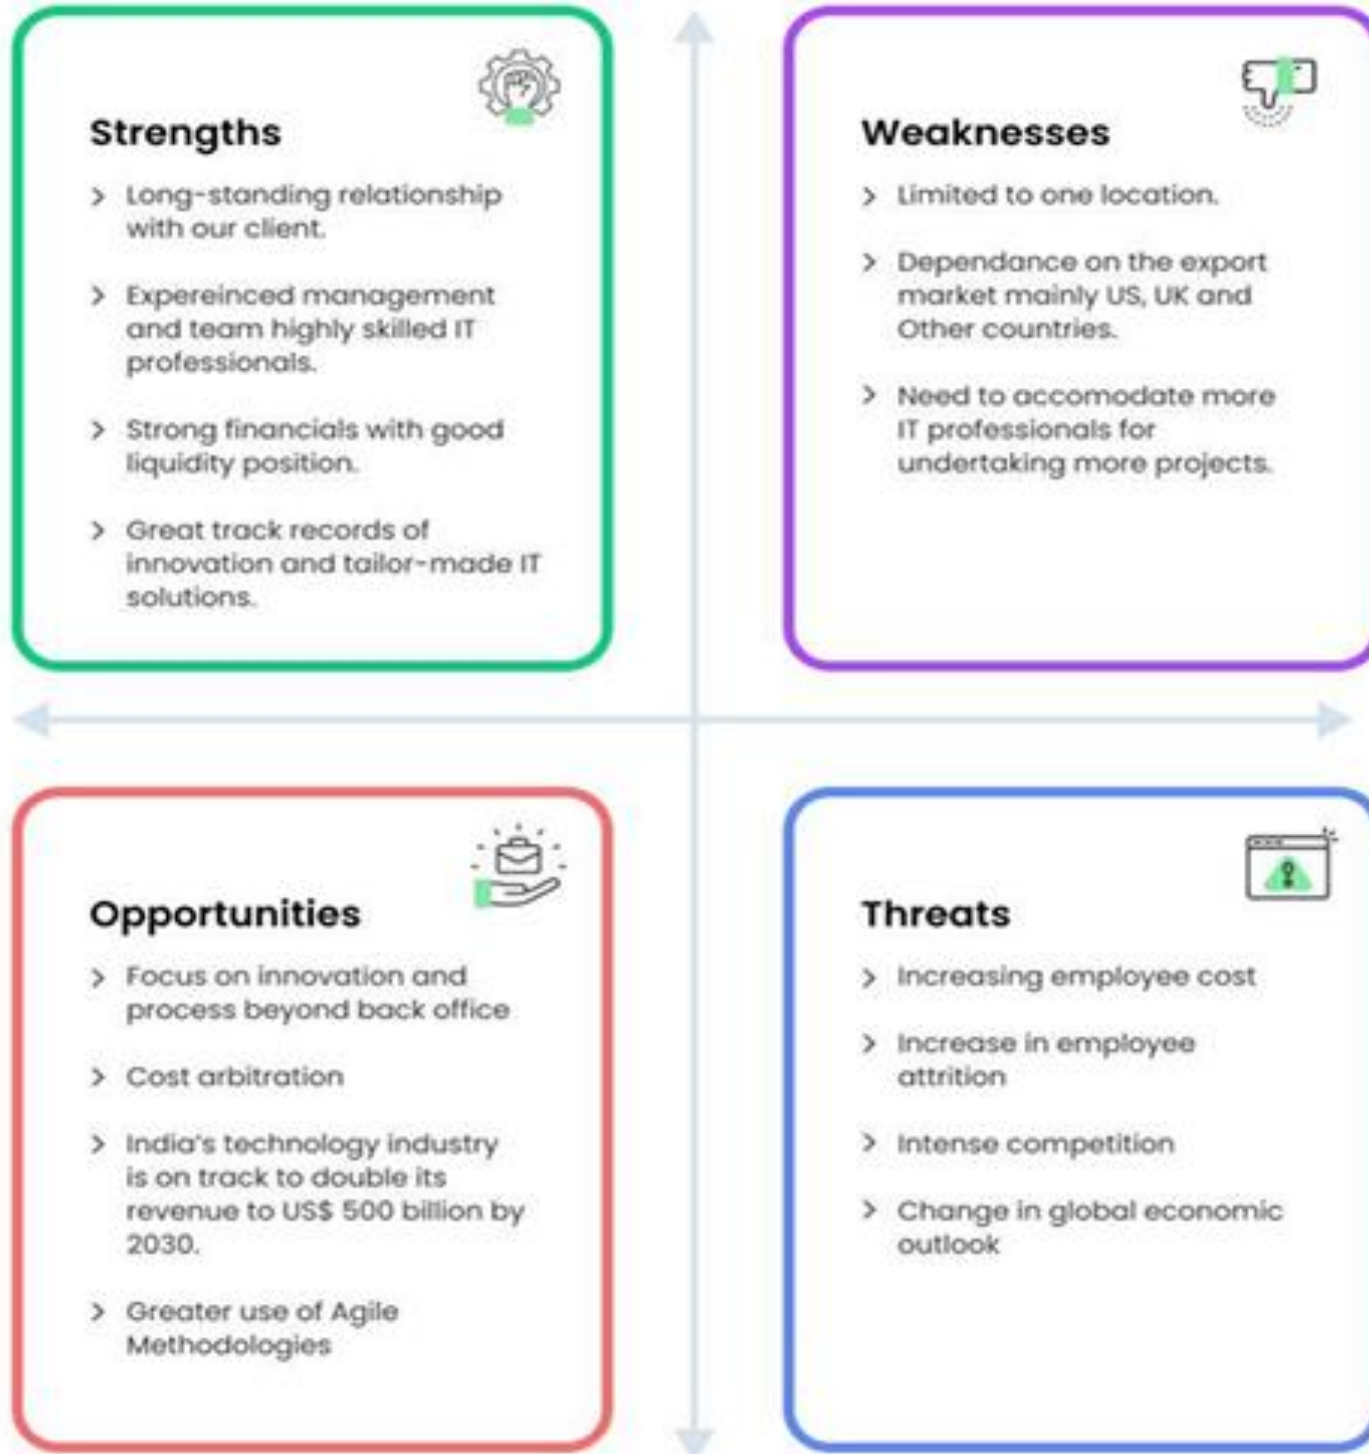 Strengths
> Long-standing relationship
with our client.
> Expereinced management
and team highly skilled IT
professionals.
> Strong financials with good
liquidity position.
> Great track records of
innovation and tailor-made IT
solutions.
Weaknesses
> Limited to one location.
> Dependance on the export
market mainly US, UK and
Other countries.
> Need to accomodate more
IT professionals for
undertaking more projects.
Opportunities
> Focus on innovation and
process beyond back office
> Cost arbitration
> India's technology industry
is on track to double its
revenue to US$ 500 billion by
2030.
> Greater use of Agile
Methodologies
Threats
> Increasing employee cost
> Increase in employee
attrition
> Intense competition
> Change in global economic
outlook